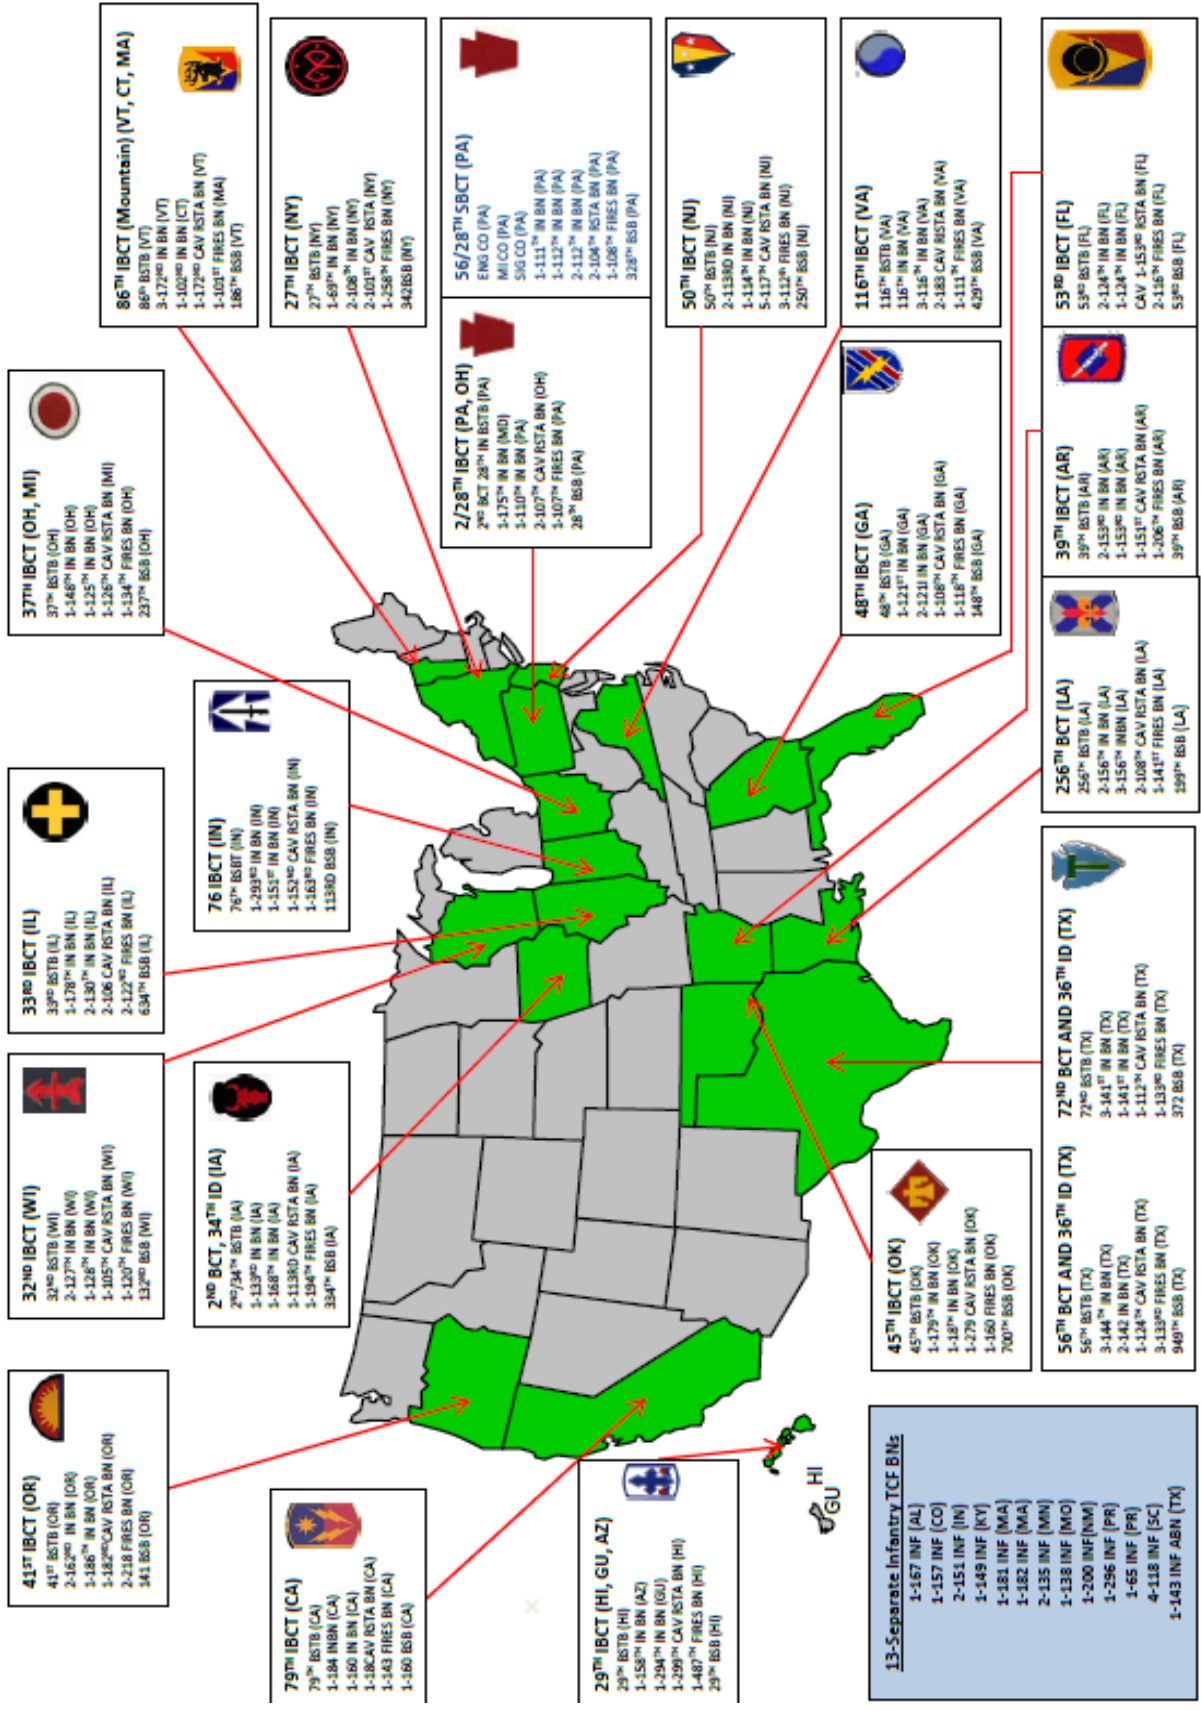 41ST IBCT (OR)
41ST BSTB (OR)
2-162ND IN BN (OR)
1-186TH IN BN (OR)
1-182ND CAV RSTA BN (OR)
2-218 FIRES BN (OR)
141 BSB (OR)
32ND IBCT (WI)
32ND BSTB (WI)
2-127TH IN BN (WI)
1-128TH IN BN (WI)
1-105TH CAV RSTA BN (WI)
1-120TH FIRES BN (WI)
132ND BSB (WI)
33RD IBCT (IL)
33RD BSTB (IL)
1-178TH IN BN (IL)
2-130TH IN BN (IL)
2-106 CAV RSTA BN (IL)
2-122ND FIRES BN (IL)
634TH BSB (IL)
37TH IBCT (OH, MI)
37TH BSTB (OH)
1-148TH IN BN (OH)
1-125TH IN BN (OH)
1-126TH CAV RSTA BN (MI)
1-134TH FIRES BN (OH)
237TH BSB (OH)
86TH IBCT (Mountain) (VT, CT, MA)
86TH BSTB (VT)
3-172ND IN BN (VT)
1-102ND IN BN (CT)
1-172ND CAV RSTA BN (VT)
1-101ST FIRES BN (MA)
186TH BSB (VT)
2ND BCT, 34TH ID (IA)
2ND/34TH BSTB (IA)
1-133RD IN BN (IA)
1-168TH IN BN (IA)
1-113RD CAV RSTA BN (IA)
1-194TH FIRES BN (IA)
334TH BSB (IA)
76 IBCT (IN)
76TH BSBT (IN)
1-293RD IN BN (IN)
1-151ST IN BN (IN)
1-152ND CAV RSTA BN (IN)
1-163RD FIRES BN (IN)
113RD BSB (IN)
27TH IBCT (NY)
27TH BSTB (NY)
1-69TH IN BN (NY)
2-108TH IN BN (NY)
2-101ST CAV RSTA (NY)
1-258TH FIRES BN (NY)
342BSB (NY)
79TH IBCT (CA)
79TH BSTB (CA)
1-184 INBN (CA)
1-160 IN BN (CA)
1-18CAV RSTA BN (CA)
1-143 FIRES BN (CA)
1-160 BSB (CA)
2/28TH IBCT (PA, OH)
2ND BCT 28TH IN BSTB (PA)
1-175TH IN BN (MD)
1-110TH IN BN (PA)
2-107TH CAV RSTA BN (OH)
1-107TH FIRES BN (PA)
28TH BSB (PA)
56/28TH SBCT (PA)
ENG CO (PA)
MI CO (PA)
SIG CO (PA)
1-111TH IN BN (PA)
1-112TH IN BN (PA)
2-112TH IN BN (PA)
2-104TH RSTA BN (PA)
1-108TH FIRES BN (PA)
328TH BSB (PA)
29TH IBCT (HI, GU, AZ)
29TH BSTB (HI)
1-158TH IN BN (AZ)
1-294TH IN BN (GU)
1-299TH CAV RSTA BN (HI)
1-487TH FIRES BN (HI)
29TH BSB (HI)
50TH IBCT (NJ)
50TH BSTB (NJ)
2-113RD IN BN (NJ)
1-114TH IN BN (NJ)
5-117TH CAV RSTA BN (NJ)
3-112th FIRES BN (NJ)
250TH BSB (NJ)
HI
GU
116TH IBCT (VA)
116TH BSTB (VA)
116TH IN BN (VA)
3-116TH IN BN (VA)
2-183 CAV RISTA BN (VA)
1-111TH FIRES BN (VA)
429TH BSB (VA)
48TH IBCT (GA)
48TH BSTB (GA)
1-121ST IN BN (GA)
2-121I IN BN (GA)
1-108TH CAV RSTA BN (GA)
1-118TH FIRES BN (GA)
148TH BSB (GA)
45TH IBCT (OK)
45TH BSTB (OK)
1-179TH IN BN (OK)
1-18TH IN BN (OK)
1-279 CAV RSTA BN (OK)
1-160 FIRES BN (OK)
700TH BSB (OK)
13-Separate Infantry TCF BNs
1-167 INF (AL)
1-157 INF (CO)
2-151 INF (IN)
1-149 INF (KY)
1-181 INF (MA)
1-182 INF (MA)
2-135 INF (MN)
1-138 INF (MO)
1-200 INF(NM)
1-296 INF (PR)
1-65 INF (PR)
4-118 INF (SC)
1-143 INF ABN (TX)
56TH BCT AND 36TH ID (TX)
56TH BSTB (TX)
3-144TH IN BN (TX)
2-142 IN BN (TX)
1-124TH CAV RSTA BN (TX)
3-133RD FIRES BN (TX)
949TH BSB (TX)
72ND BCT AND 36TH ID (TX)
72ND BSTB (TX)
3-141ST IN BN (TX)
1-141ST IN BN (TX)
1-112TH CAV RSTA BN (TX)
1-133RD FIRES BN (TX)
372 BSB (TX)
256TH BCT (LA)
256TH BSTB (LA)
2-156TH IN BN (LA)
3-156TH INBN (LA)
2-108TH CAV RSTA BN (LA)
1-141ST FIRES BN (LA)
199TH BSB (LA)
39TH IBCT (AR)
39TH BSTB (AR)
2-153RD IN BN (AR)
1-153RD IN BN (AR)
1-151ST CAV RSTA BN (AR)
1-206TH FIRES BN (AR)
39TH BSB (AR)
53RD IBCT (FL)
53RD BSTB (FL)
2-124TH IN BN (FL)
1-124TH IN BN (FL)
CAV 1-153RD RSTA BN (FL)
2-116TH FIRES BN (FL)
53RD BSB (FL)